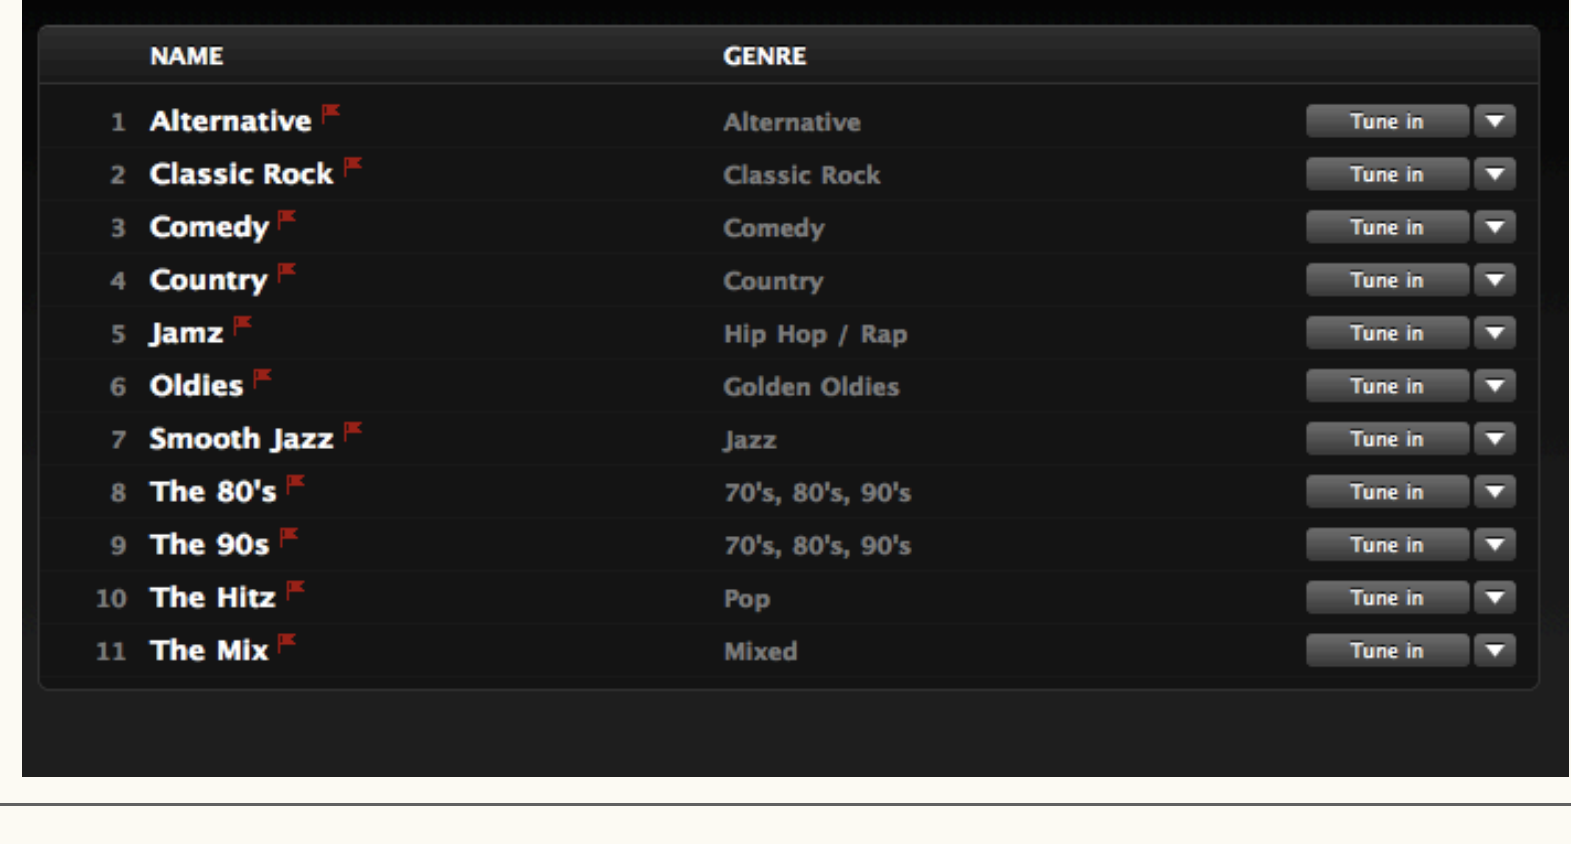 NAME GENRE
1 Alternative Alternative Tune in
2 Classic Rock Classic Rock Tune in
3 Comedy Comedy Tune in
4 Country Country Tune in
5 Jamz Hip Hop / Rap Tune in
6 Oldies Golden Oldies Tune in
7 Smooth Jazz Jazz Tune in
8 The 80's 70's, 80's, 90's Tune in
9 The 90s 70's, 80's, 90's Tune in
10 The Hitz Pop Tune in
11 The Mix Mixed Tune in